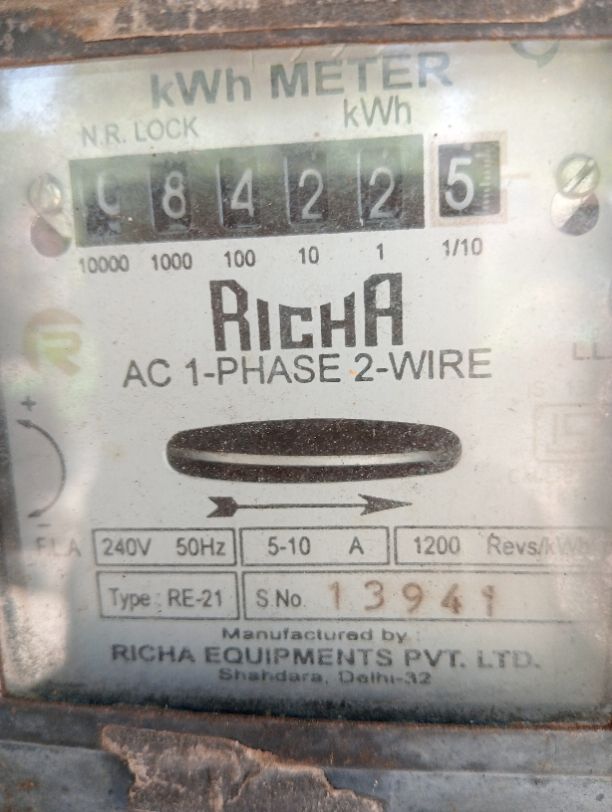 kWh METER
N.R. LOCK kWh
0 8 4 2 2 5
10000 1000 100 10 1 1/10
RICHA
AC 1-PHASE 2-WIRE
+
-
240V 50Hz 5-10 A 1200 Revs/kWh
Type : RE-21 S.No. 13941
Manufactured by :
RICHA EQUIPMENTS PVT. LTD.
Shahdara, Delhi-32